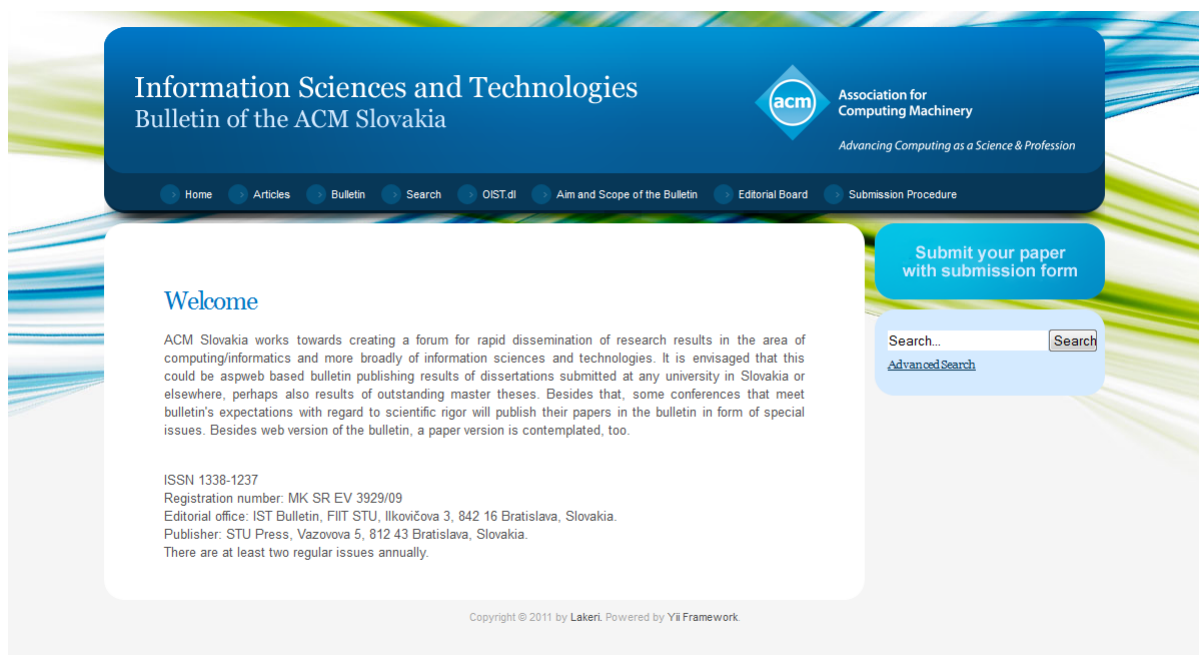 Information Sciences and Technologies
Bulletin of the ACM Slovakia
acm
Association for
Computing Machinery
Advancing Computing as a Science & Profession
Home Articles Bulletin Search OIST.dl Aim and Scope of the Bulletin Editorial Board Submission Procedure
Submit your paper
with submission form
Search... Search
Advanced Search
Welcome
ACM Slovakia works towards creating a forum for rapid dissemination of research results in the area of
computing/informatics and more broadly of information sciences and technologies. It is envisaged that this
could be aspweb based bulletin publishing results of dissertations submitted at any university in Slovakia or
elsewhere, perhaps also results of outstanding master theses. Besides that, some conferences that meet
bulletin's expectations with regard to scientific rigor will publish their papers in the bulletin in form of special
issues. Besides web version of the bulletin, a paper version is contemplated, too.
ISSN 1338-1237
Registration number: MK SR EV 3929/09
Editorial office: IST Bulletin, FIIT STU, Ilkovičova 3, 842 16 Bratislava, Slovakia.
Publisher: STU Press, Vazovova 5, 812 43 Bratislava, Slovakia.
There are at least two regular issues annually.
Copyright © 2011 by Lakeri. Powered by Yii Framework.